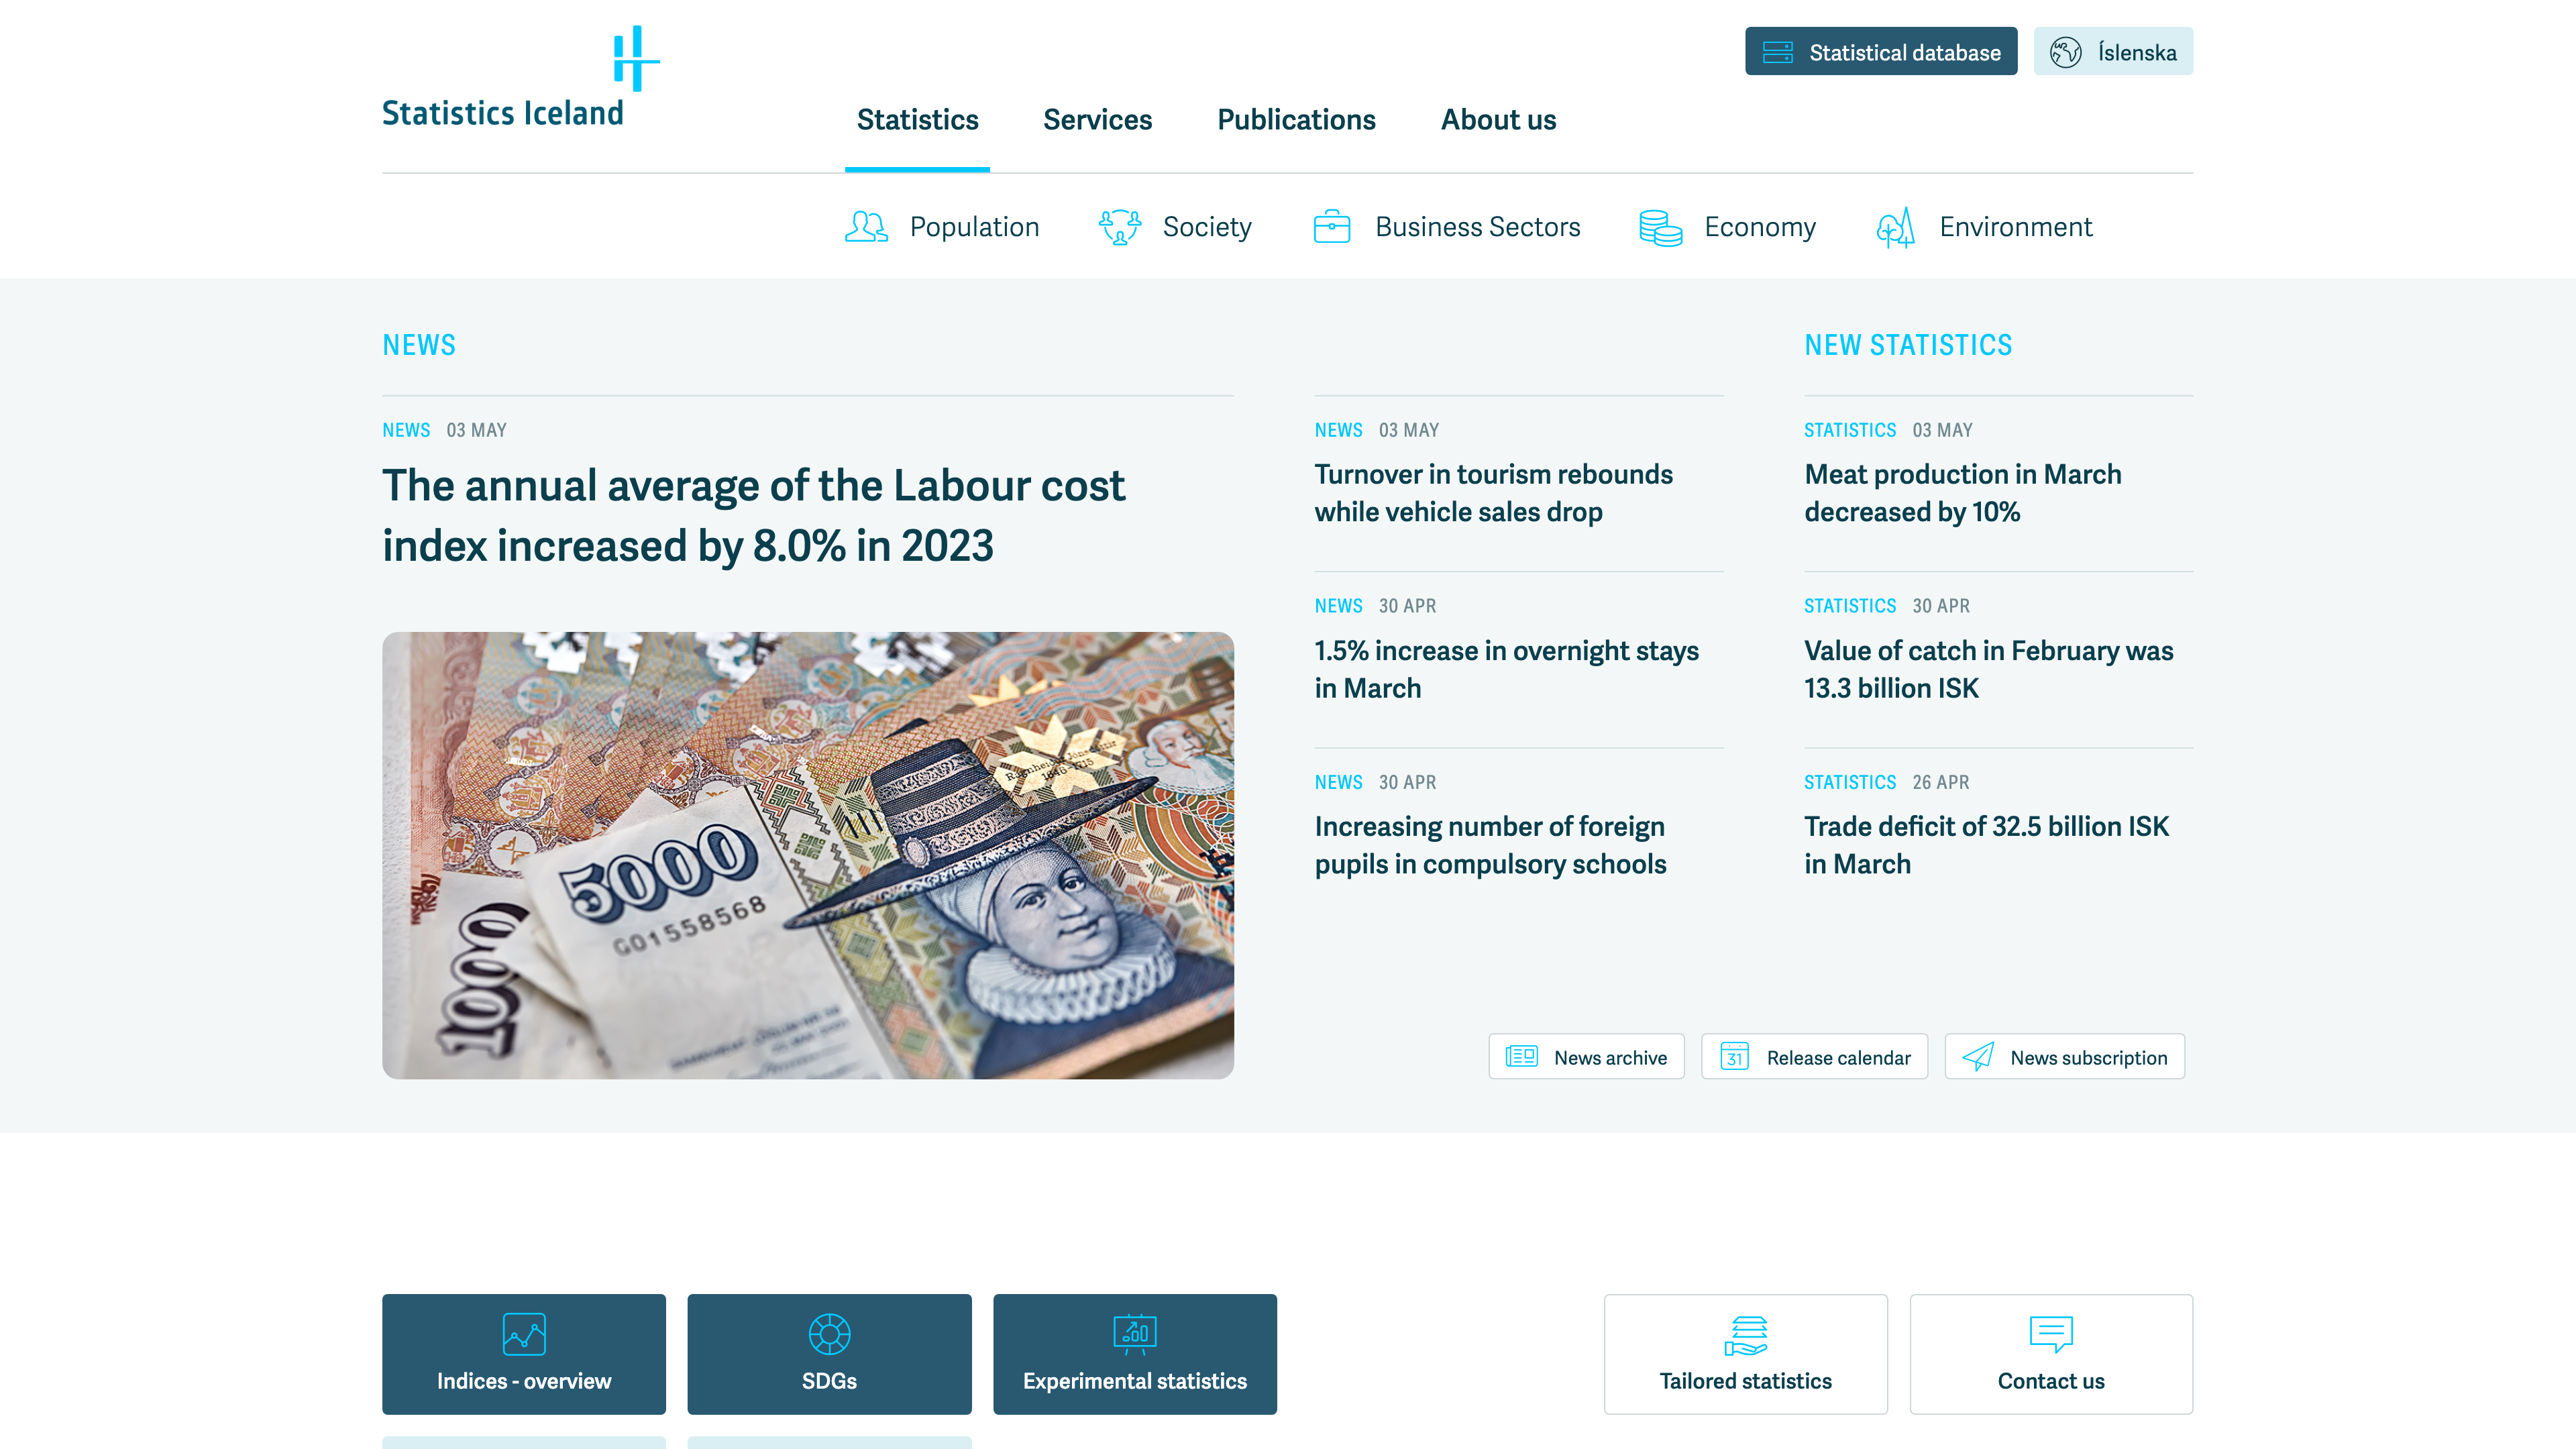 Statistics Iceland
Statistical database
Íslenska
Statistics
Services
Publications
About us
Population
Society
Business Sectors
Economy
Environment
NEWS
NEWS 03 MAY
The annual average of the Labour cost
index increased by 8.0% in 2023
5000
G01558568
1000
1646-1715
NEWS 03 MAY
Turnover in tourism rebounds
while vehicle sales drop
NEWS 30 APR
1.5% increase in overnight stays
in March
NEWS 30 APR
Increasing number of foreign
pupils in compulsory schools
NEW STATISTICS
STATISTICS 03 MAY
Meat production in March
decreased by 10%
STATISTICS 30 APR
Value of catch in February was
13.3 billion ISK
STATISTICS 26 APR
Trade deficit of 32.5 billion ISK
in March
News archive
31
Release calendar
News subscription
Indices - overview
SDGs
Experimental statistics
Tailored statistics
Contact us